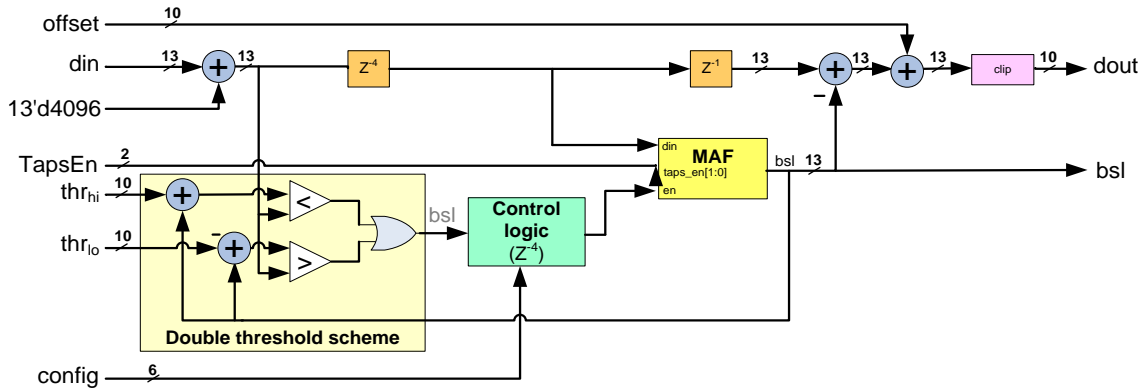 offset
10
din
13
13
Z-4
Z-1
13
13
13
clip
10
dout
13'd4096
TapsEn
2
din
MAF
taps_en[1:0]
en
bsl
13
bsl
thrhi
10
<
bsl
Control
logic
(Z-4)
thrlo
10
>
Double threshold scheme
config
6